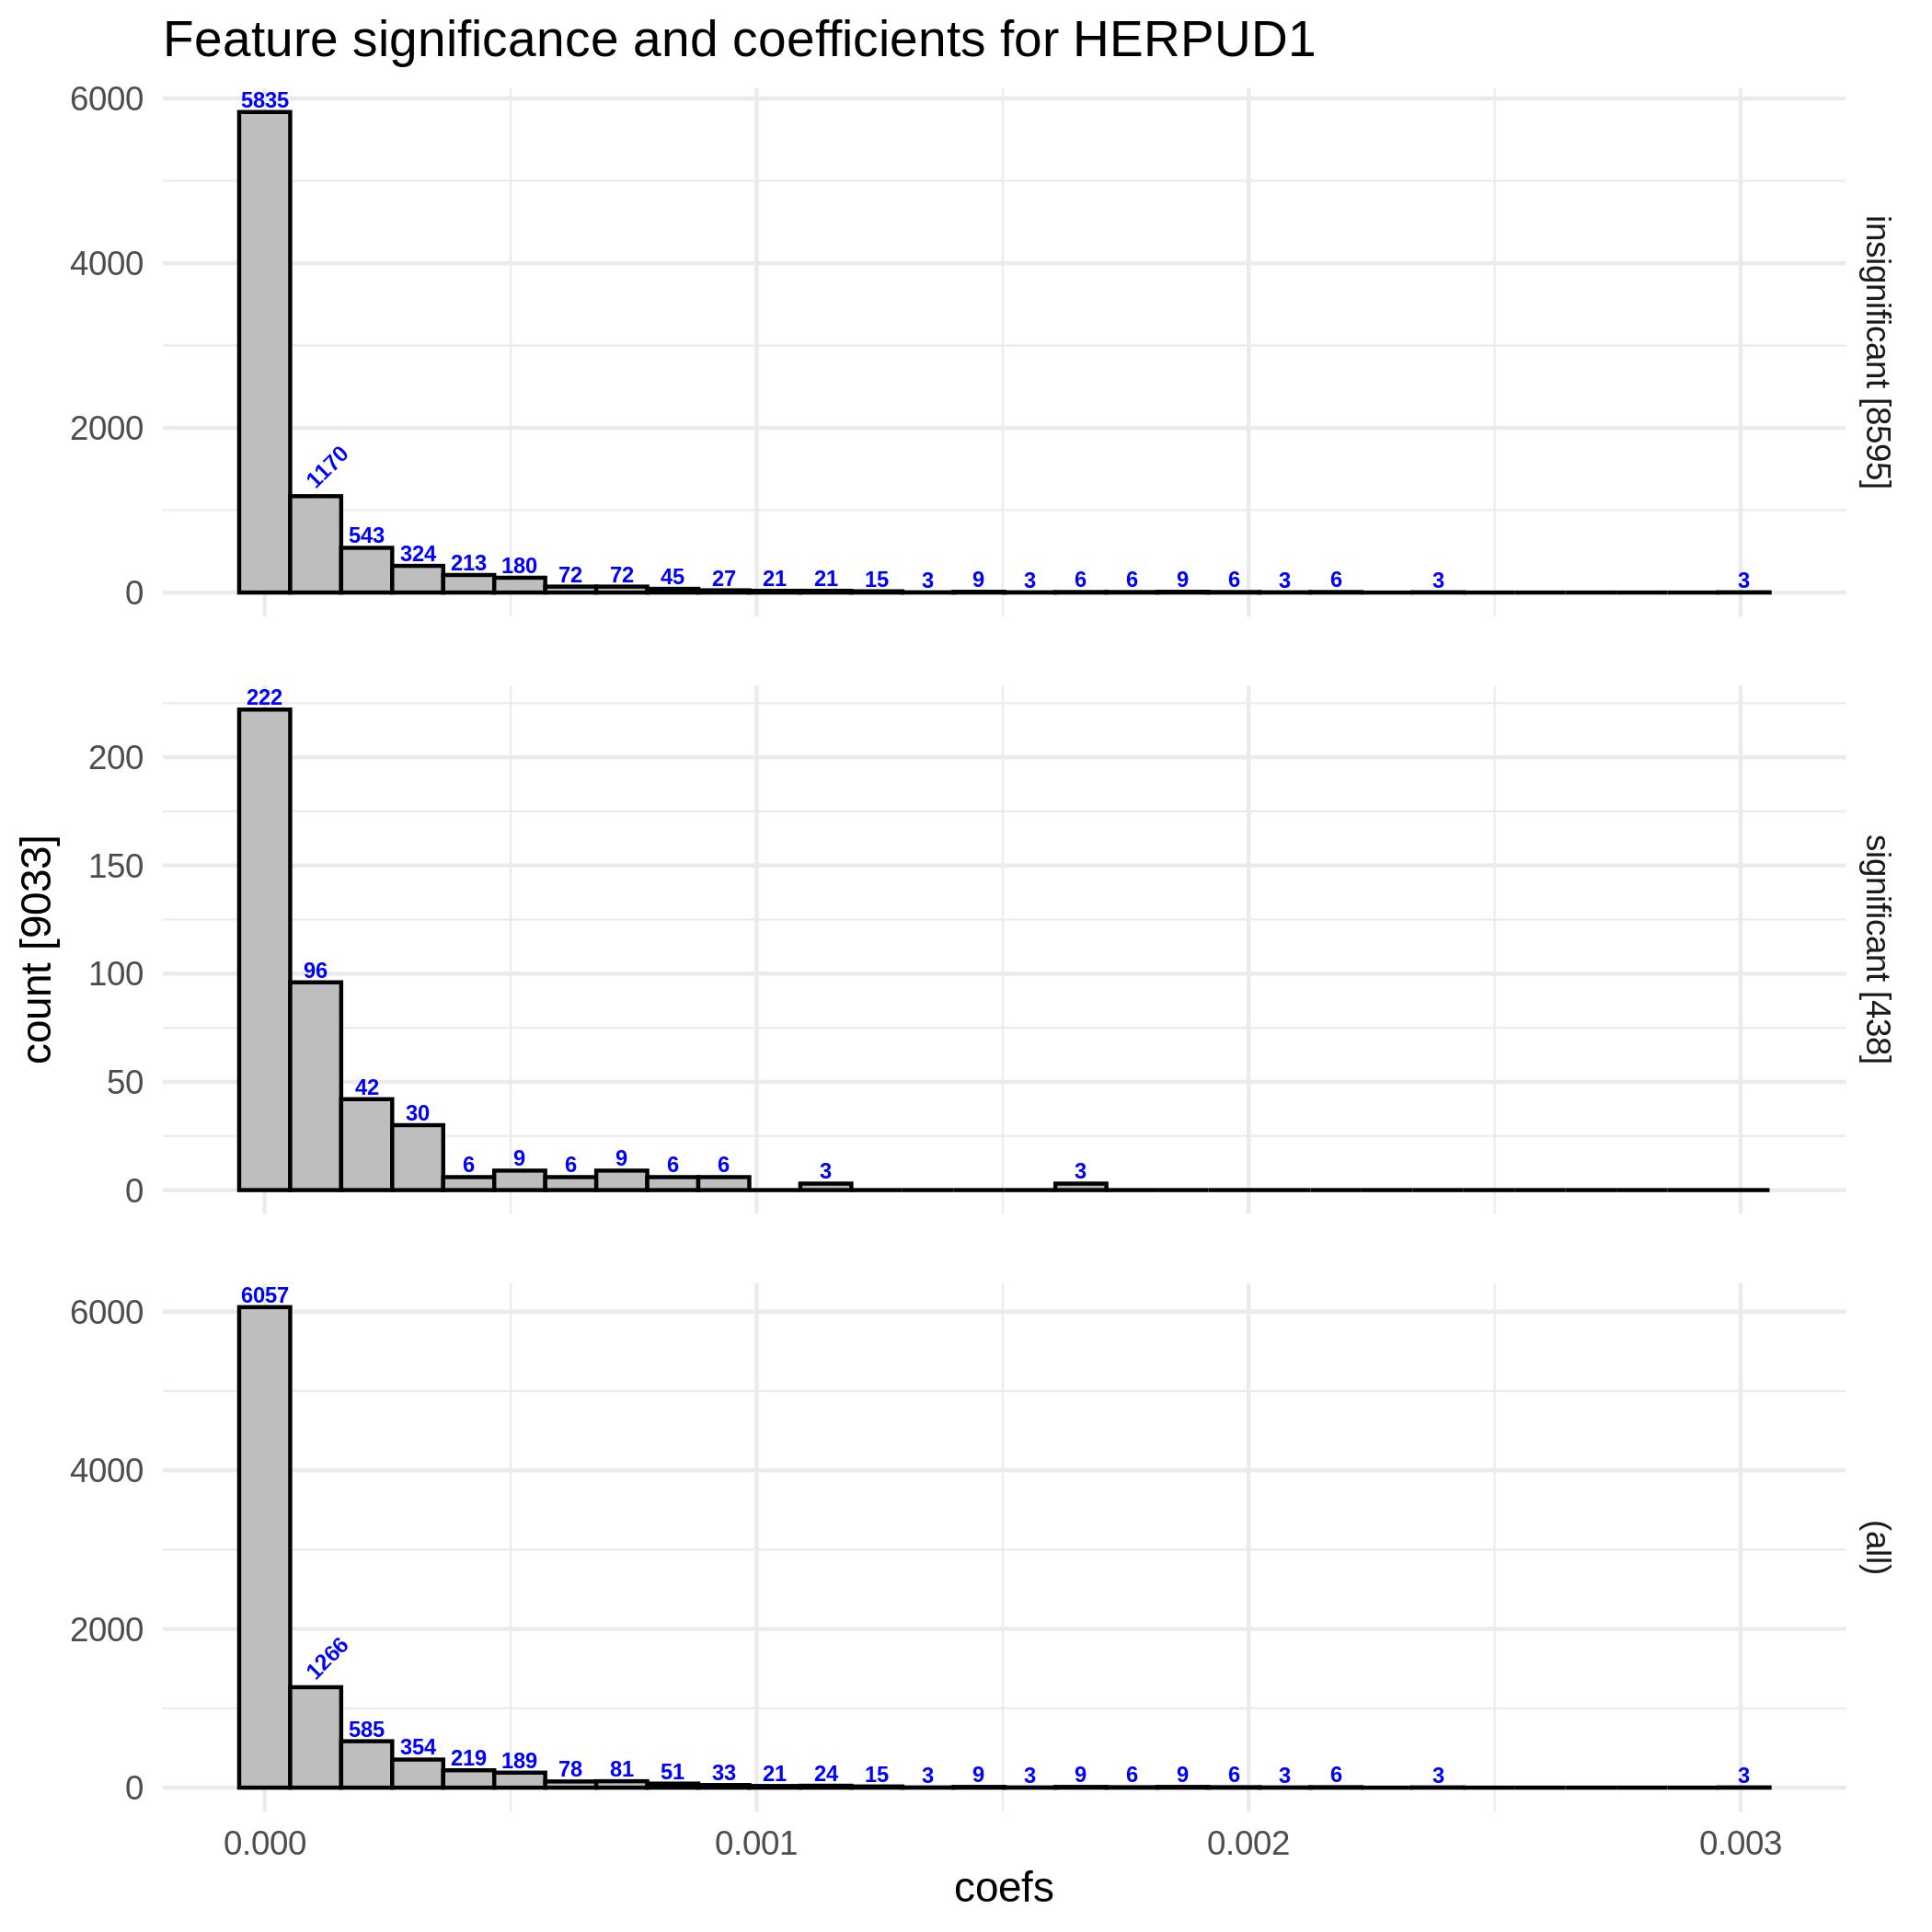 Feature significance and coefficients for HERPUD1
6000
4000
2000
0
5835
1170
543 324 213 180 72 72 45 27 21 21 15 3 9 3 6 6 9 6 3 6 3 3
insignificant [8595]
count [9033]
200
150
100
50
0
222
96
42
30
6 9 6 9 6 6 3 3
significant [438]
6000
4000
2000
0
6057
1266
585 354 219 189 78 81 51 33 21 24 15 3 9 3 9 6 9 6 3 6 3 3
(all)
0.000 0.001 0.002 0.003
coefs